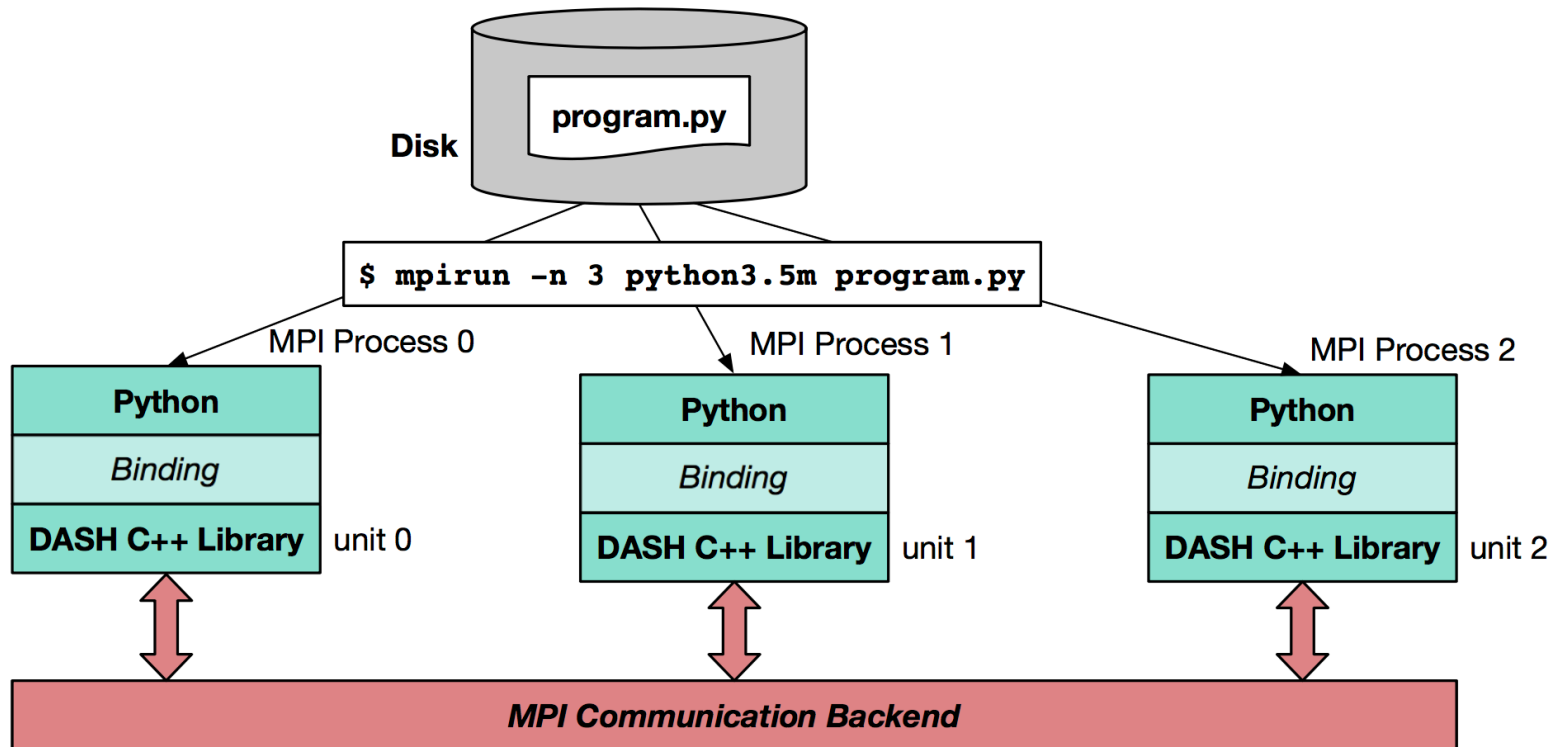 program.py
Disk
$ mpirun -n 3 python3.5m program.py
MPI Process 0
MPI Process 1
MPI Process 2
Python
Binding
DASH C++ Library
unit 0
Python
Binding
DASH C++ Library
unit 1
Python
Binding
DASH C++ Library
unit 2
MPI Communication Backend